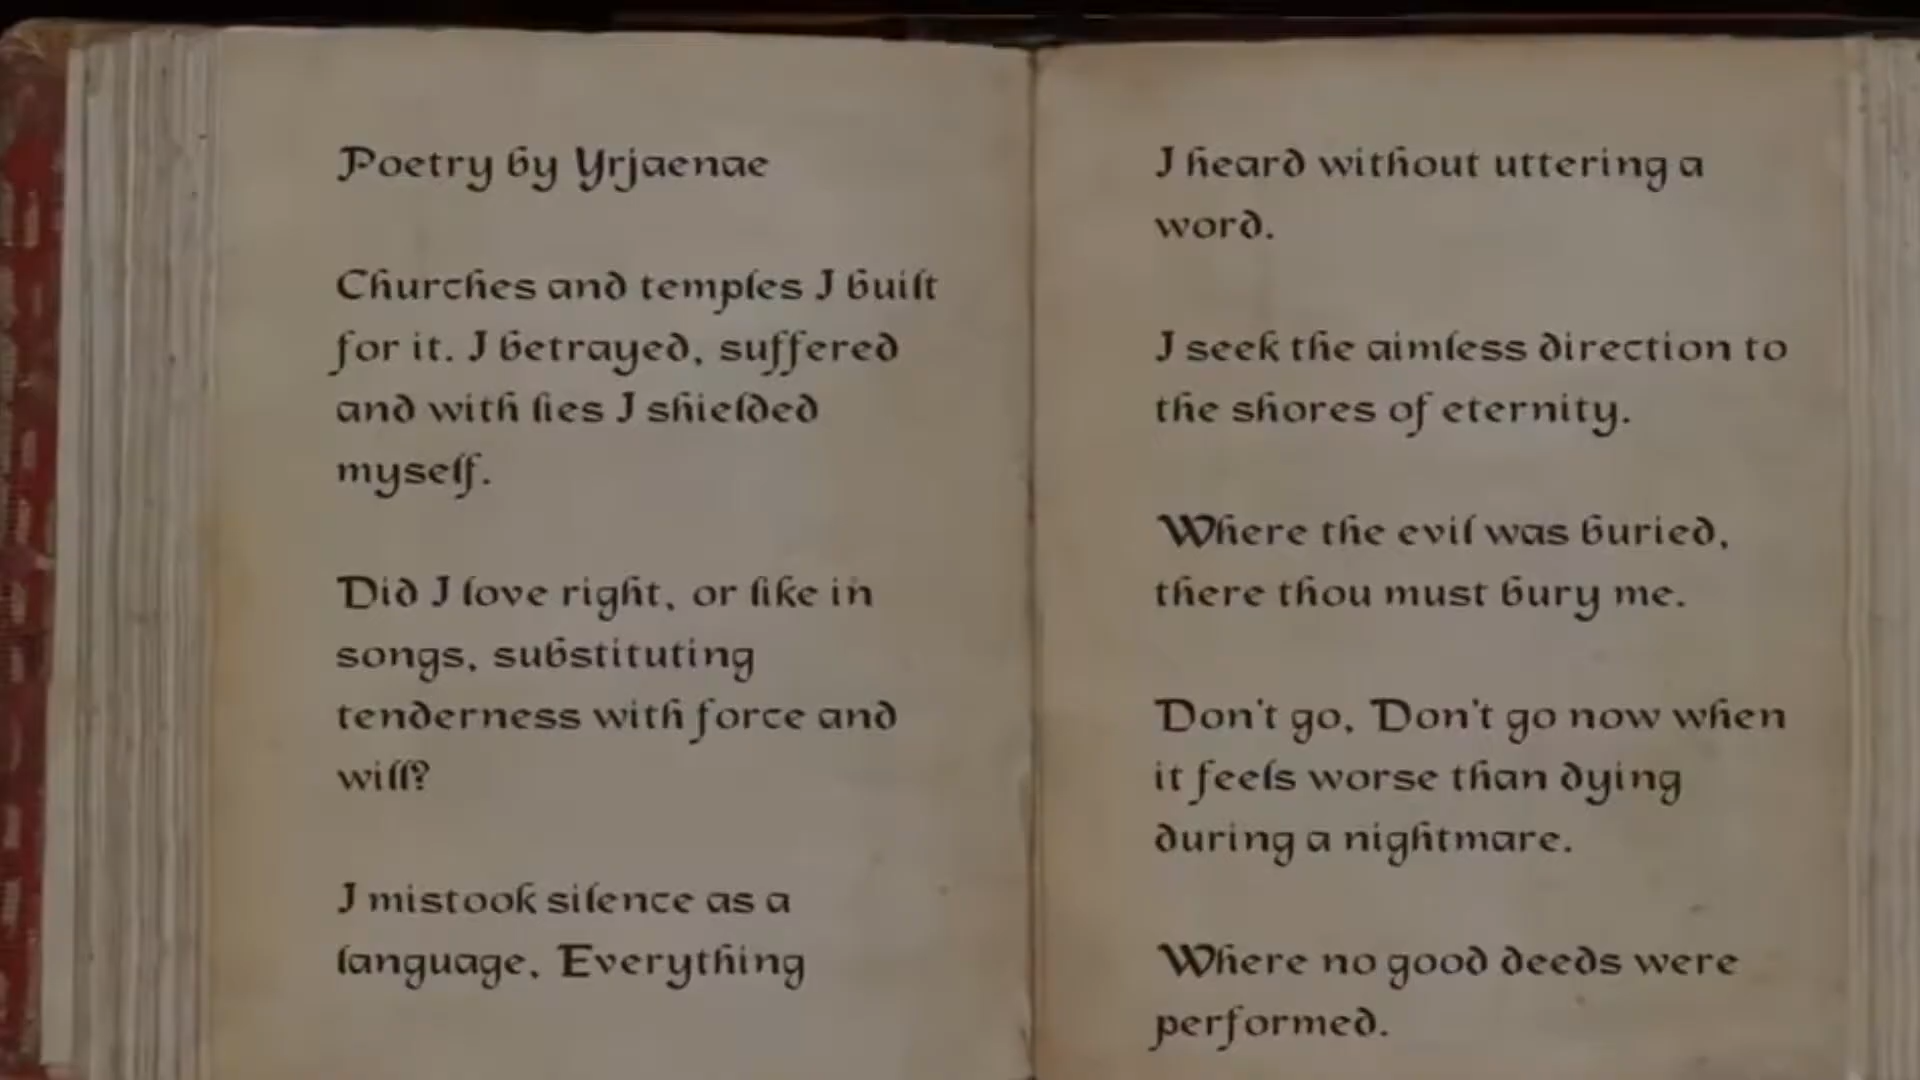 Poetry by Yrjaenae
Churches and temples I built
for it. I betrayed, suffered
and with lies I shielded
myself.
Did I love right, or like in
songs, substituting
tenderness with force and
will?
I mistook silence as a
language, Everything
I heard without uttering a
word.
I seek the aimless direction to
the shores of eternity.
Where the evil was buried,
there thou must bury me.
Don't go, Don't go now when
it feels worse than dying
during a nightmare.
Where no good deeds were
performed.